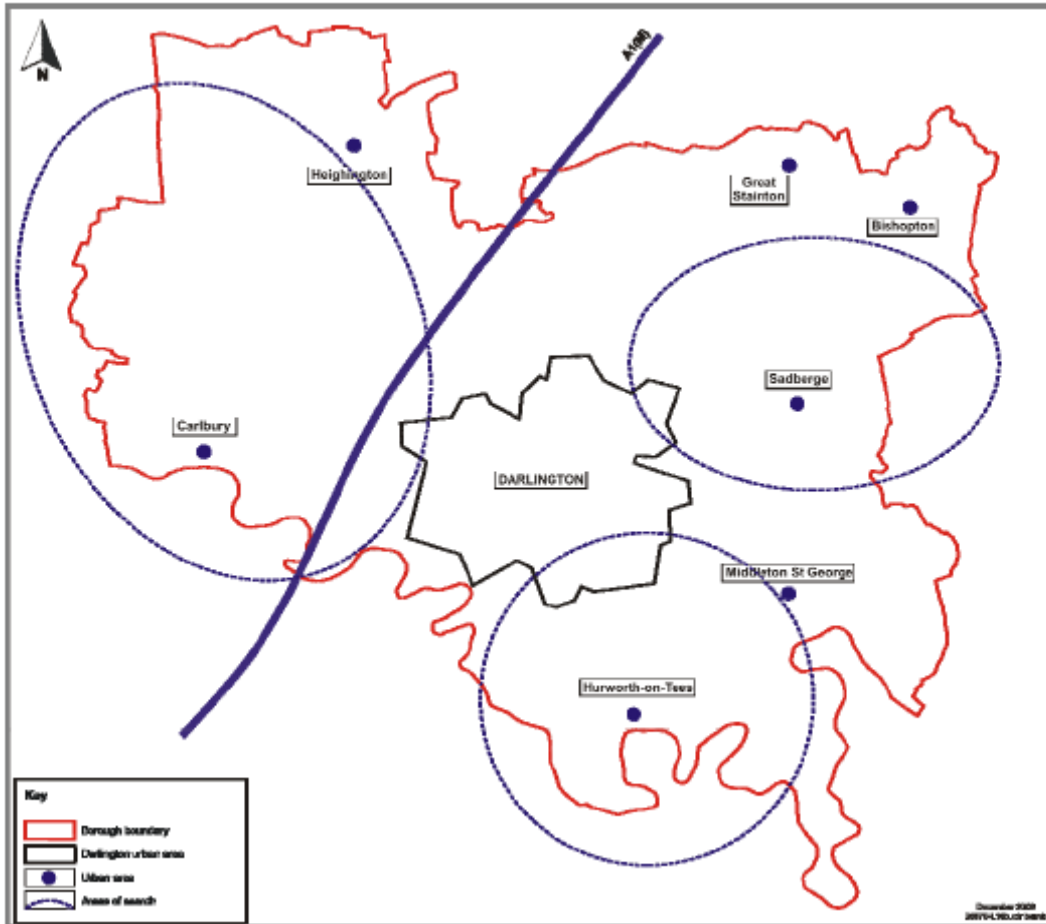 N
A1(M)
Heighington
Great
Stainton
Bishopton
Sadberge
Carlbury
DARLINGTON
Middleton St George
Hurworth-on-Tees
Key
Borough boundary
Darlington urban area
Urban area
Areas of search
December 2009